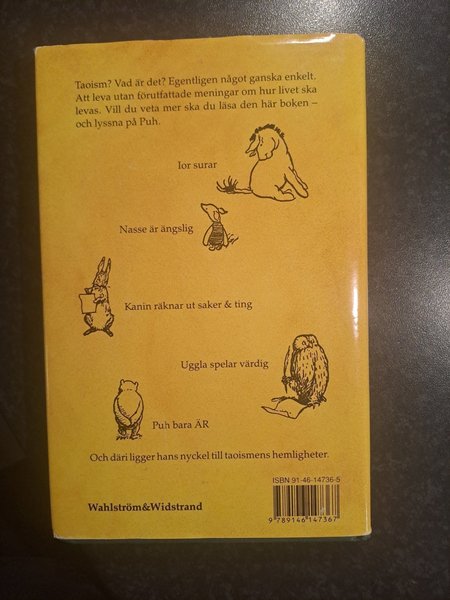 Taoism? Vad är det? Egentligen något ganska enkelt.
Att leva utan förutfattade meningar om hur livet ska
levas. Vill du veta mer ska du läsa den här boken –
och lyssna på Puh.
Ior surar
Nasse är ängslig
Kanin räknar ut saker & ting
Uggla spelar värdig
Puh bara ÄR
Och däri ligger hans nyckel till taoismens hemligheter.
ISBN 91-46-14736-5
Wahlström&Widstrand
9 789146 147367